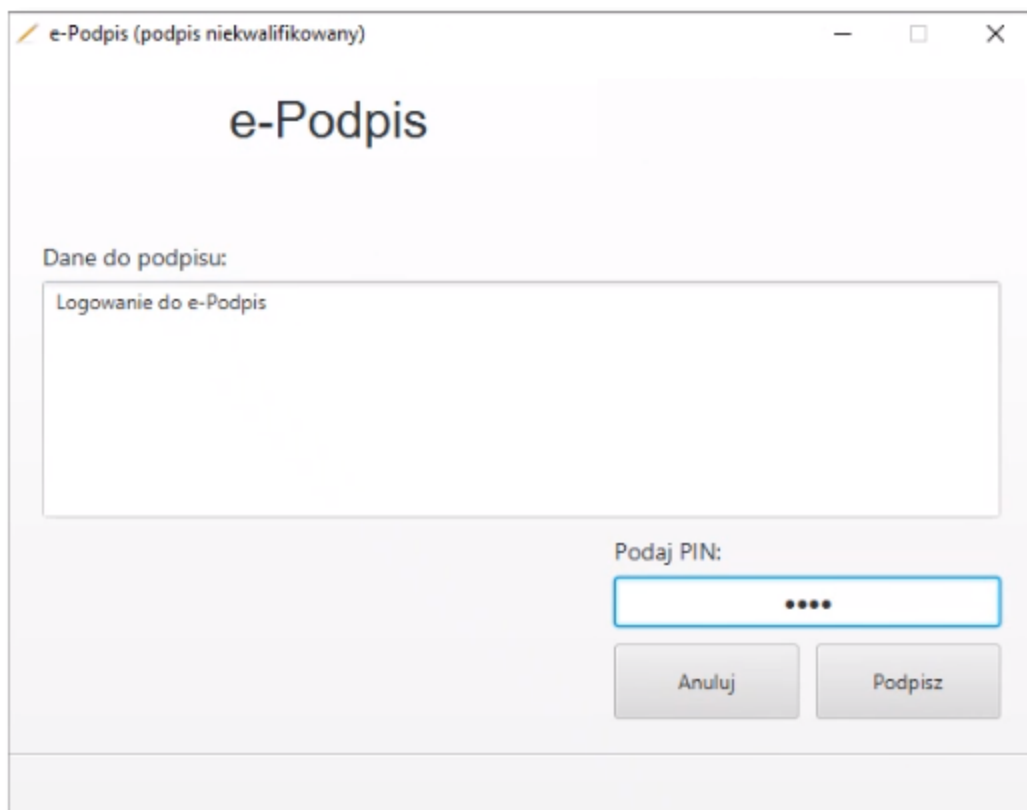 e-Podpis (podpis niekwalifikowany)
e-Podpis
Dane do podpisu:
Logowanie do e-Podpis
Podaj PIN:
••••
Anuluj
Podpisz